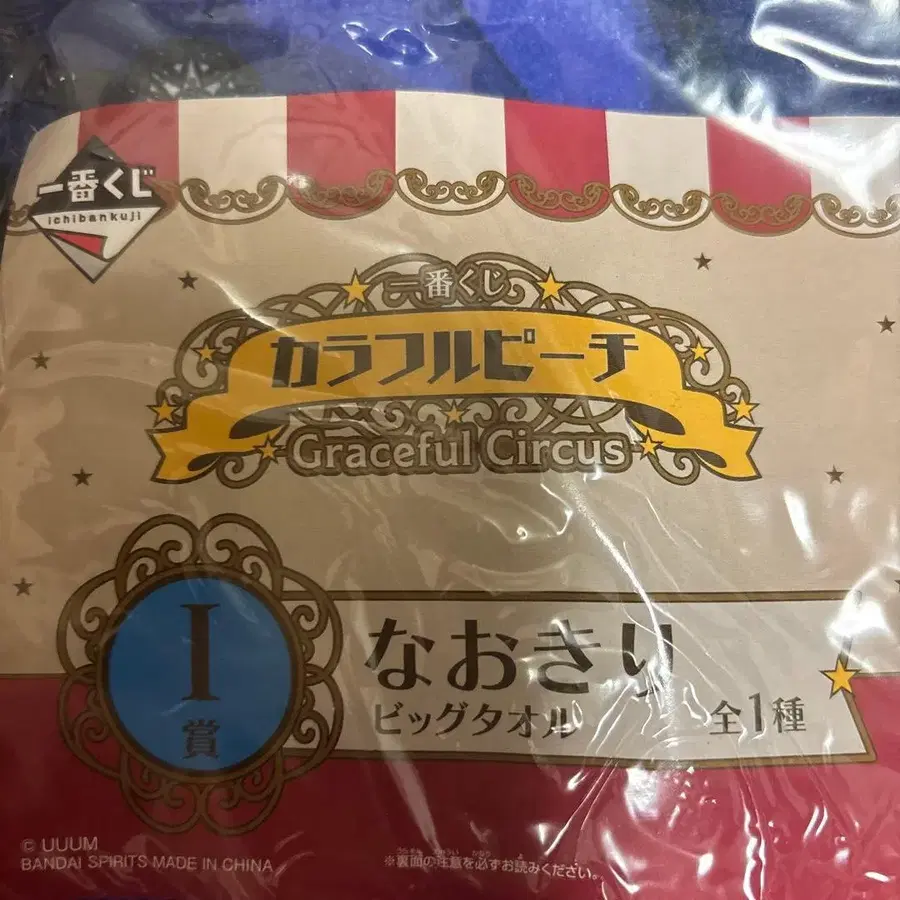 一番くじ
ichibankuji
一番くじ
カラフルピーチ
Graceful Circus
I
賞
なおきり
ビッグタオル
全1種
© UUUM
BANDAI SPIRITS MADE IN CHINA
※裏面の注意を必ずお読みください。